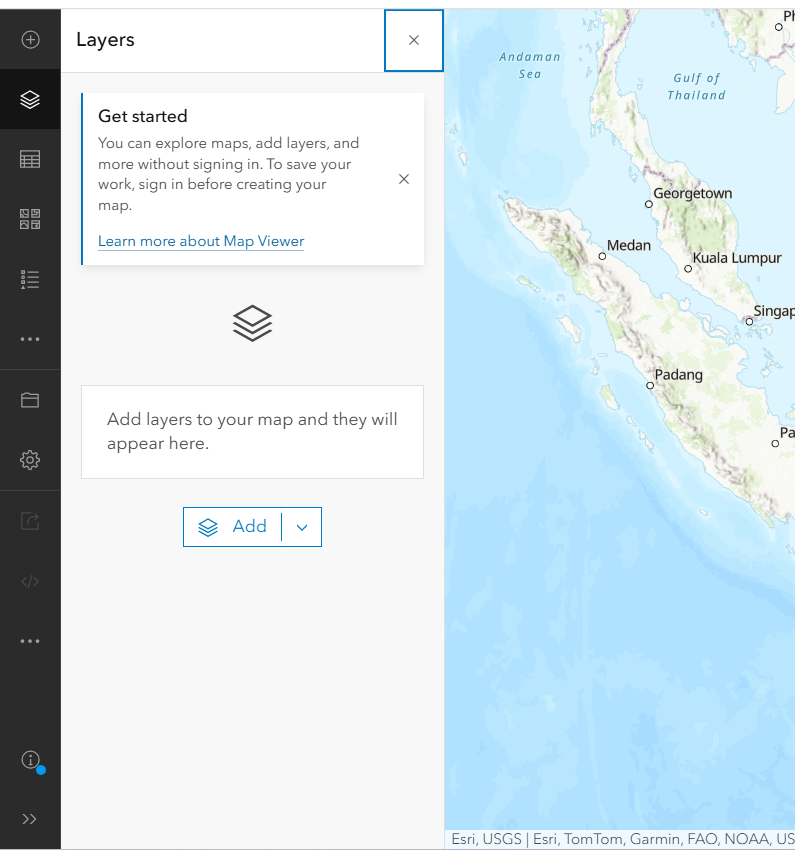 Layers
Get started
You can explore maps, add layers, and
more without signing in. To save your
work, sign in before creating your
map.
Learn more about Map Viewer
Add layers to your map and they will
appear here.
Add
Ph
Andaman
Sea
Gulf of
Thailand
Georgetown
Medan
Kuala Lumpur
Singap
Padang
Pa
Esri, USGS | Esri, TomTom, Garmin, FAO, NOAA, US